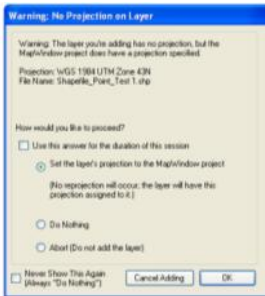 Warning: No Projection on Layer
Warning: The layer you're adding has no projection, but the
MapWindow project does have a projection specified.
Projection: WGS 1984 UTM Zone 43N
File Name: Shapefile_Point_Test 1.shp
How would you like to proceed?
Use this answer for the duration of this session
Set the layer's projection to the MapWindow project
(No reprojection will occur, the layer will have this
projection assigned to it.)
Do Nothing
Abort (Do not add the layer)
Never Show This Again
(Always "Do Nothing")
Cancel Adding
OK